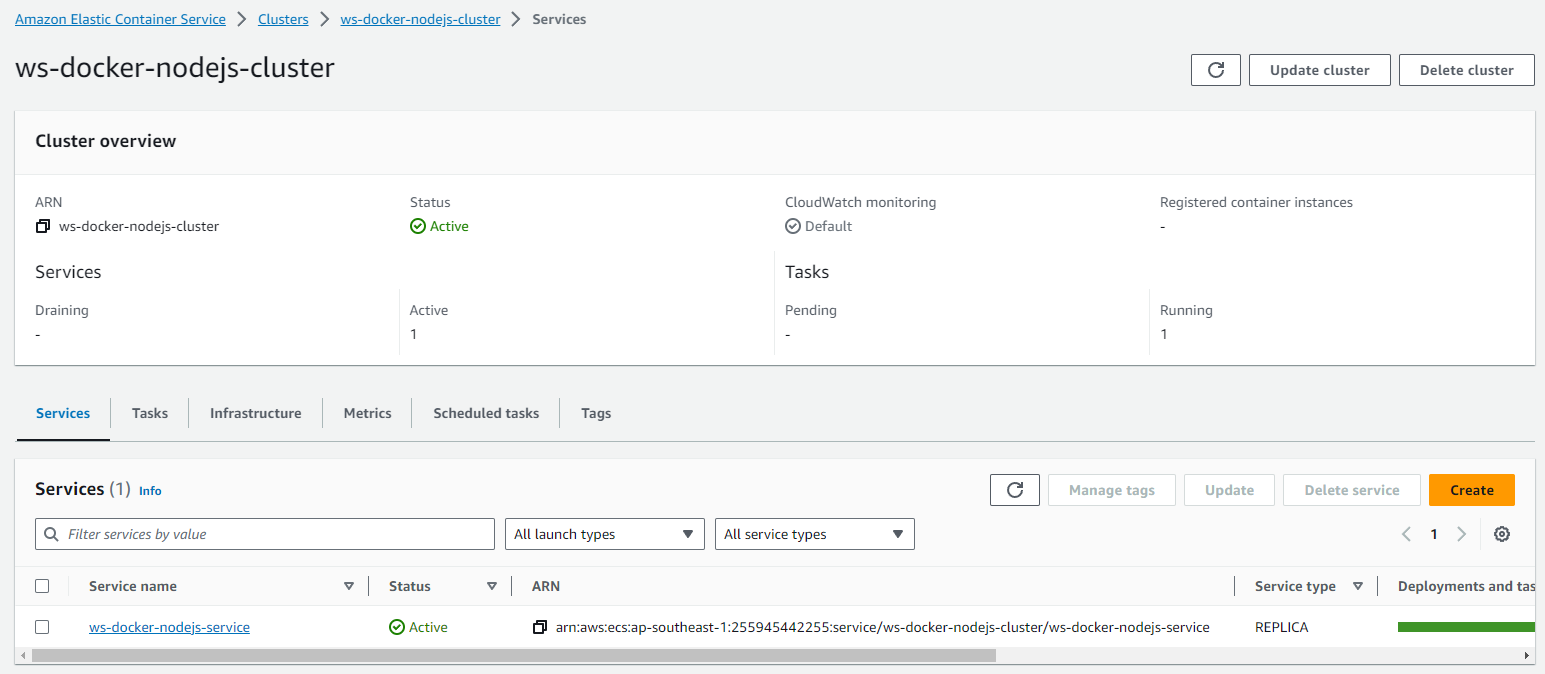 Amazon Elastic Container Service > Clusters > ws-docker-nodejs-cluster > Services
ws-docker-nodejs-cluster
Update cluster
Delete cluster
Cluster overview
ARN Status CloudWatch monitoring Registered container instances
ws-docker-nodejs-cluster Active Default -
Services Tasks
Draining Active Pending Running
- 1 - 1
Services Tasks Infrastructure Metrics Scheduled tasks Tags
Services (1) Info Manage tags Update Delete service Create
Filter services by value All launch types All service types 1
Service name Status ARN Service type Deployments and tas
ws-docker-nodejs-service Active arn:aws:ecs:ap-southeast-1:255945442255:service/ws-docker-nodejs-cluster/ws-docker-nodejs-service REPLICA